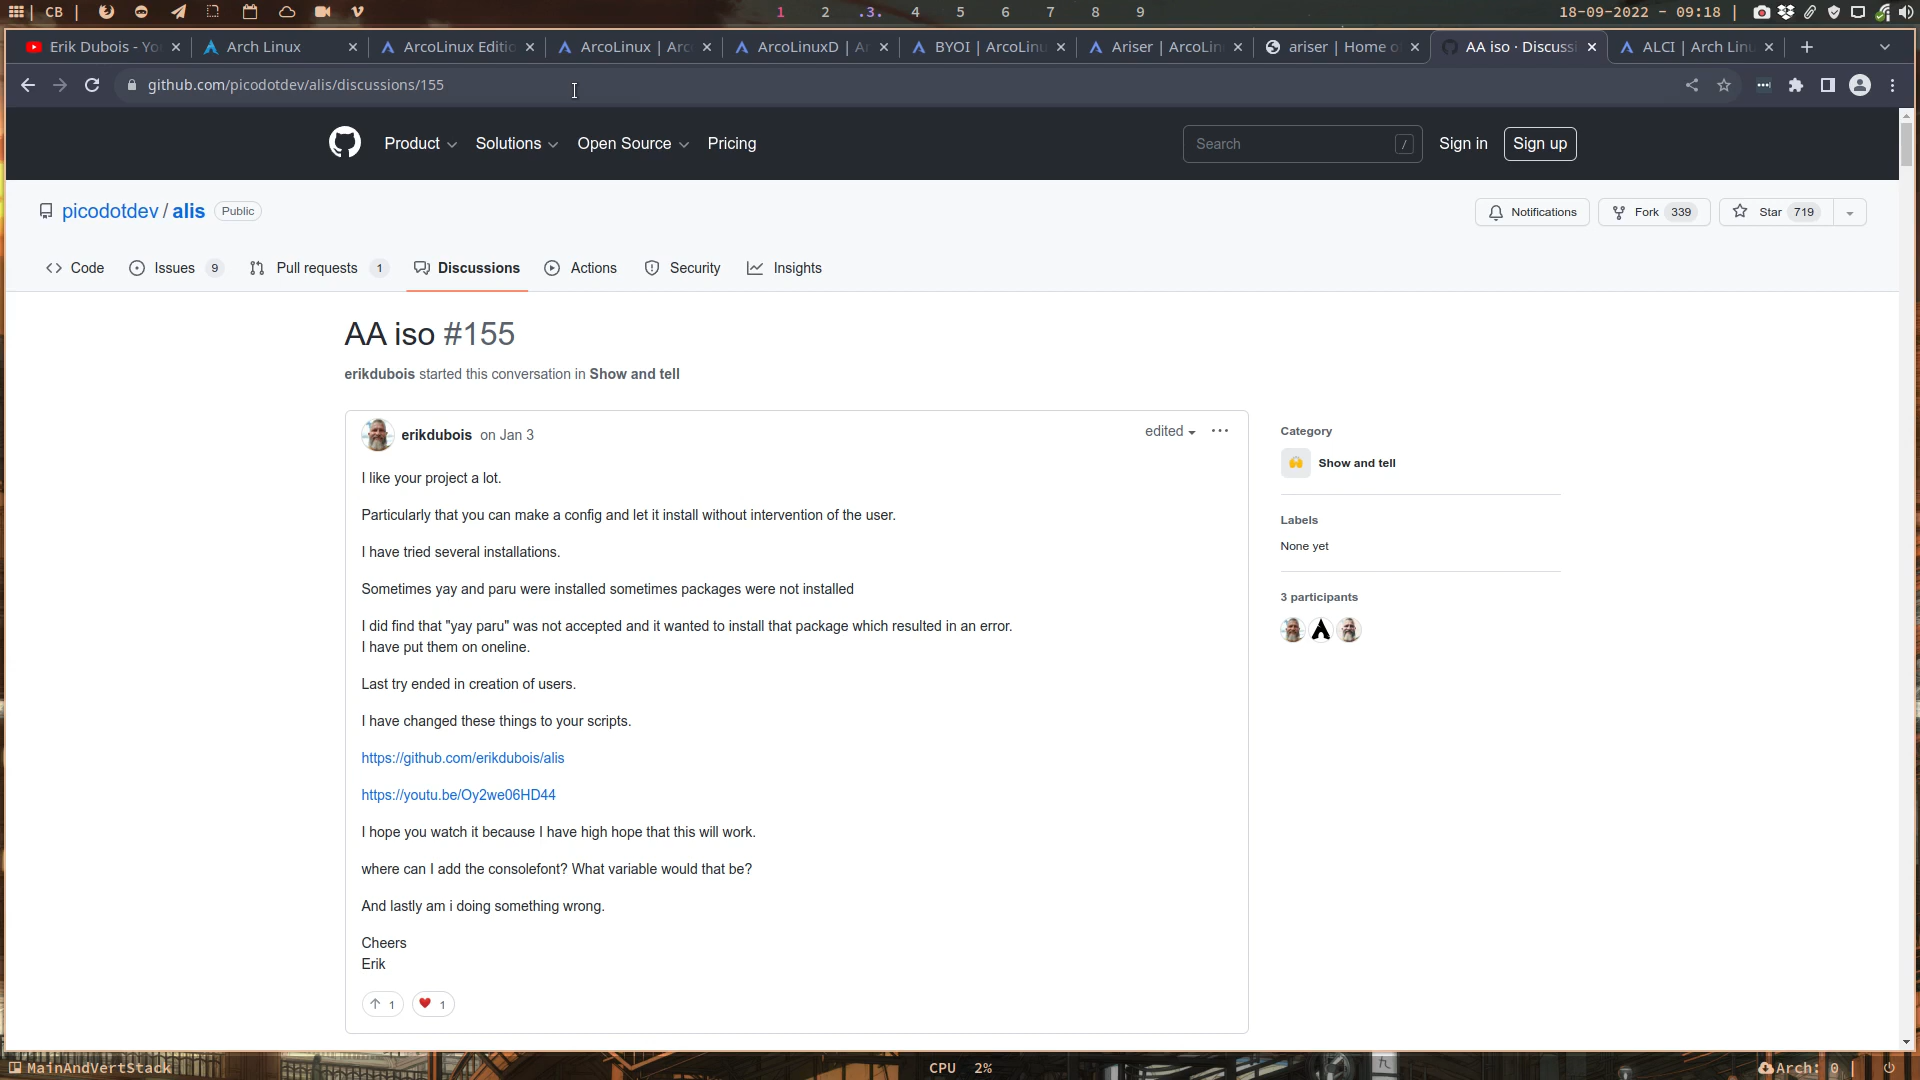 CB
1 2 .3. 4 5 6 7 8 9
18-09-2022 - 09:18
Erik Dubois - Yo
Arch Linux
ArcoLinux Editio
ArcoLinux | Arc
ArcoLinuxD | A
BYOI | ArcoLinu
Ariser | ArcoLin
ariser | Home o
AA iso · Discuss
ALCI | Arch Linu
github.com/picodotdev/alis/discussions/155
Product
Solutions
Open Source
Pricing
Search /
Sign in
Sign up
picodotdev / alis Public
Notifications
Fork 339
Star 719
Code
Issues 9
Pull requests 1
Discussions
Actions
Security
Insights
AA iso #155
erikdubois started this conversation in Show and tell
erikdubois on Jan 3
edited
I like your project a lot.
Particularly that you can make a config and let it install without intervention of the user.
I have tried several installations.
Sometimes yay and paru were installed sometimes packages were not installed
I did find that "yay paru" was not accepted and it wanted to install that package which resulted in an error.
I have put them on oneline.
Last try ended in creation of users.
I have changed these things to your scripts.
https://github.com/erikdubois/alis
https://youtu.be/Oy2we06HD44
I hope you watch it because I have high hope that this will work.
where can I add the consolefont? What variable would that be?
And lastly am i doing something wrong.
Cheers
Erik
1
1
Category
Show and tell
Labels
None yet
3 participants
MainAndVertStack
CPU 2%
Arch: 0